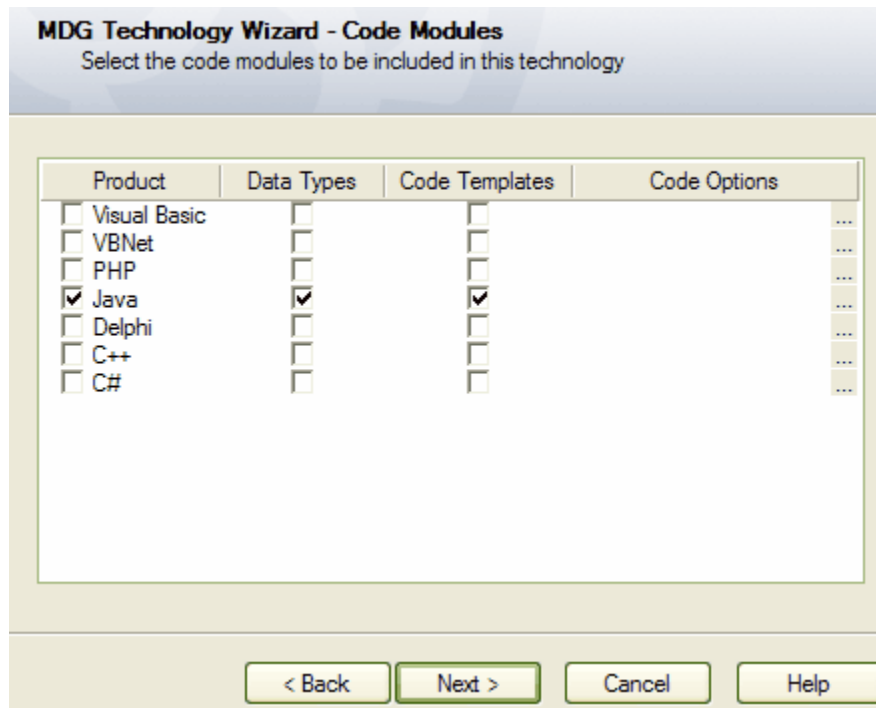 MDG Technology Wizard - Code Modules
Select the code modules to be included in this technology
Product Data Types Code Templates Code Options
Visual Basic ...
VBNet ...
PHP ...
Java ...
Delphi ...
C++ ...
C# ...
< Back Next > Cancel Help